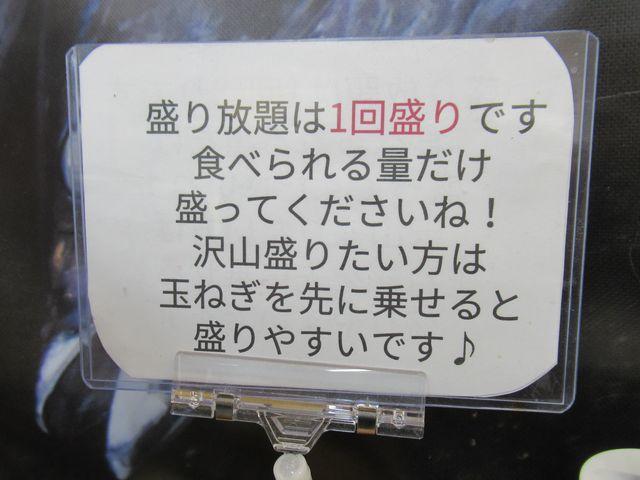 盛り放題は1回盛りです
食べられる量だけ
盛ってくださいね！
沢山盛りたい方は
玉ねぎを先に乗せると
盛りやすいです♪